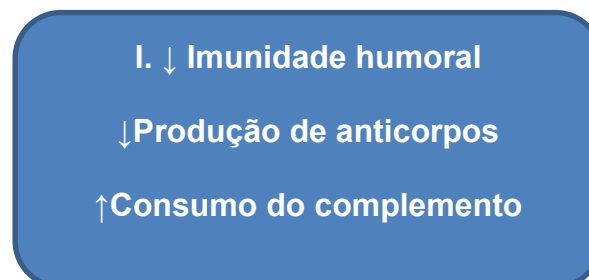 I. ↓ Imunidade humoral
↓Produção de anticorpos
↑Consumo do complemento